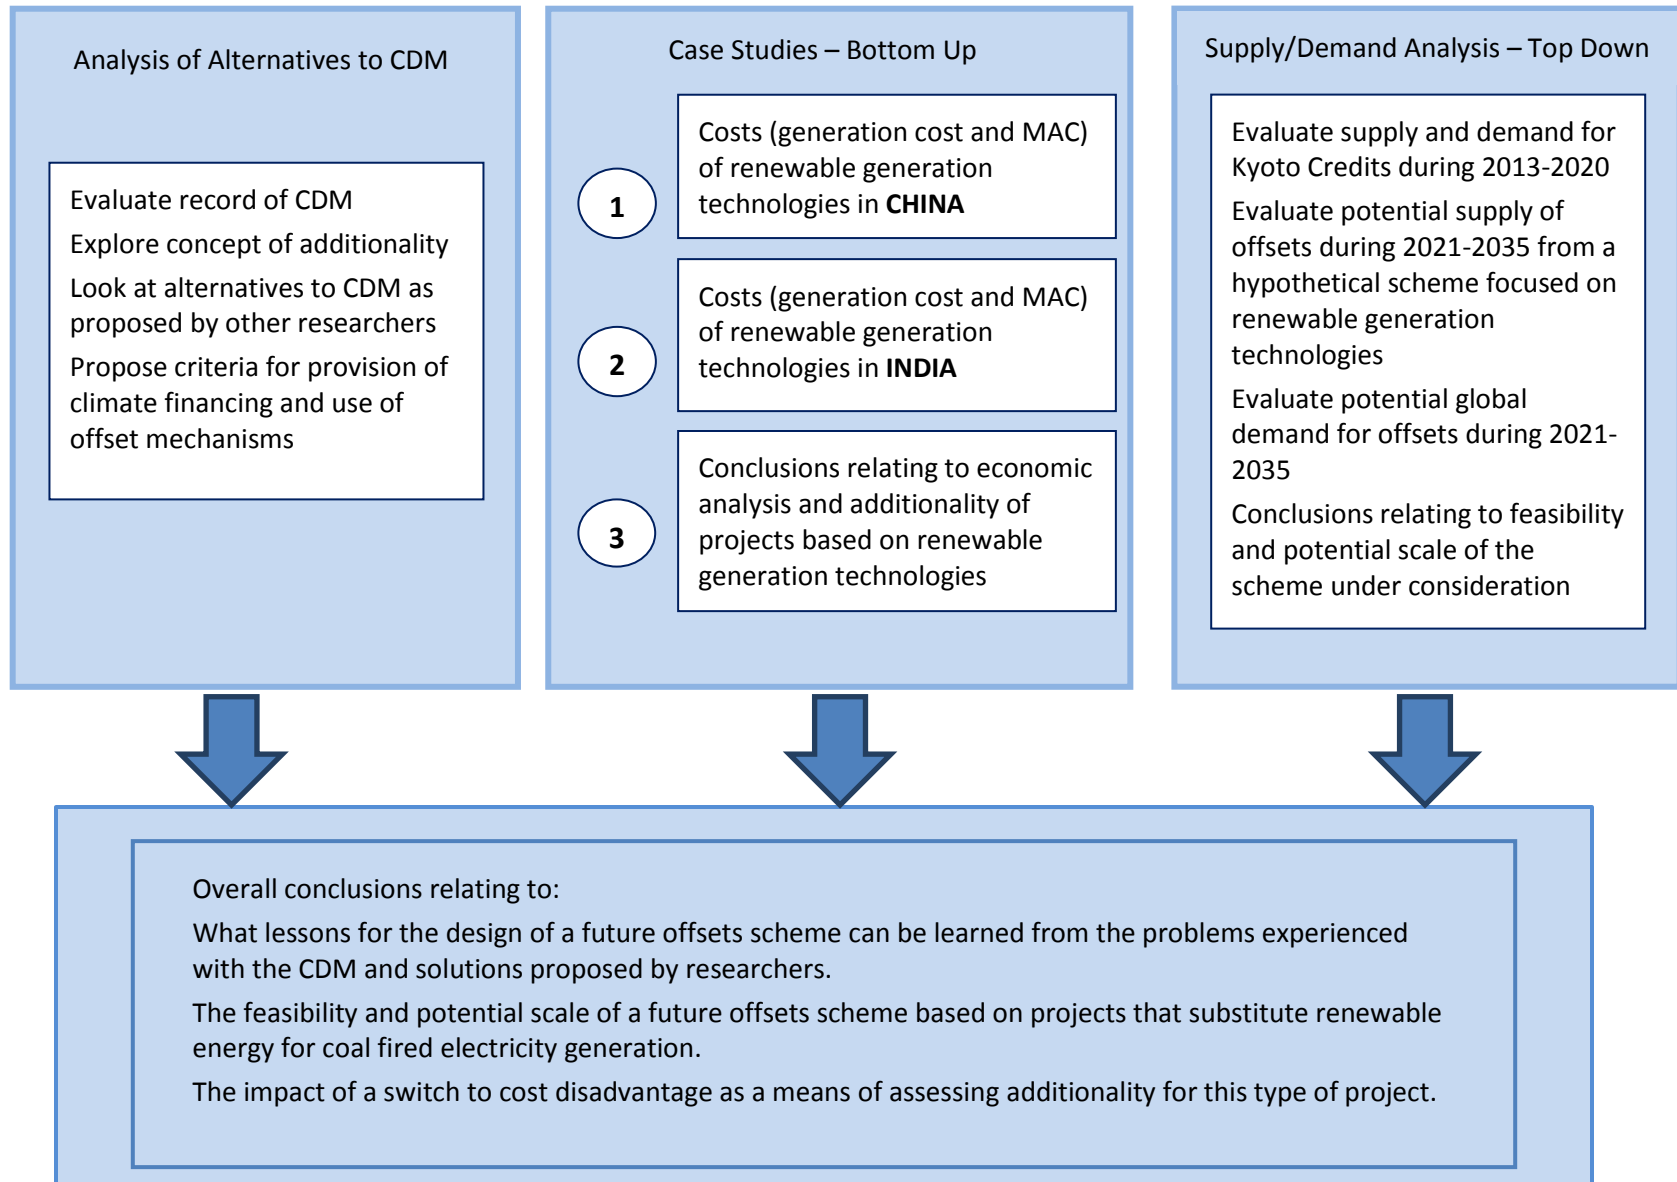 Analysis of Alternatives to CDM
Evaluate record of CDM
Explore concept of additionality
Look at alternatives to CDM as
proposed by other researchers
Propose criteria for provision of
climate financing and use of
offset mechanisms
Case Studies – Bottom Up
1
Costs (generation cost and MAC)
of renewable generation
technologies in CHINA
2
Costs (generation cost and MAC)
of renewable generation
technologies in INDIA
3
Conclusions relating to economic
analysis and additionality of
projects based on renewable
generation technologies
Supply/Demand Analysis – Top Down
Evaluate supply and demand for
Kyoto Credits during 2013-2020
Evaluate potential supply of
offsets during 2021-2035 from a
hypothetical scheme focused on
renewable generation
technologies
Evaluate potential global
demand for offsets during 2021-
2035
Conclusions relating to feasibility
and potential scale of the
scheme under consideration
Overall conclusions relating to:
What lessons for the design of a future offsets scheme can be learned from the problems experienced
with the CDM and solutions proposed by researchers.
The feasibility and potential scale of a future offsets scheme based on projects that substitute renewable
energy for coal fired electricity generation.
The impact of a switch to cost disadvantage as a means of assessing additionality for this type of project.